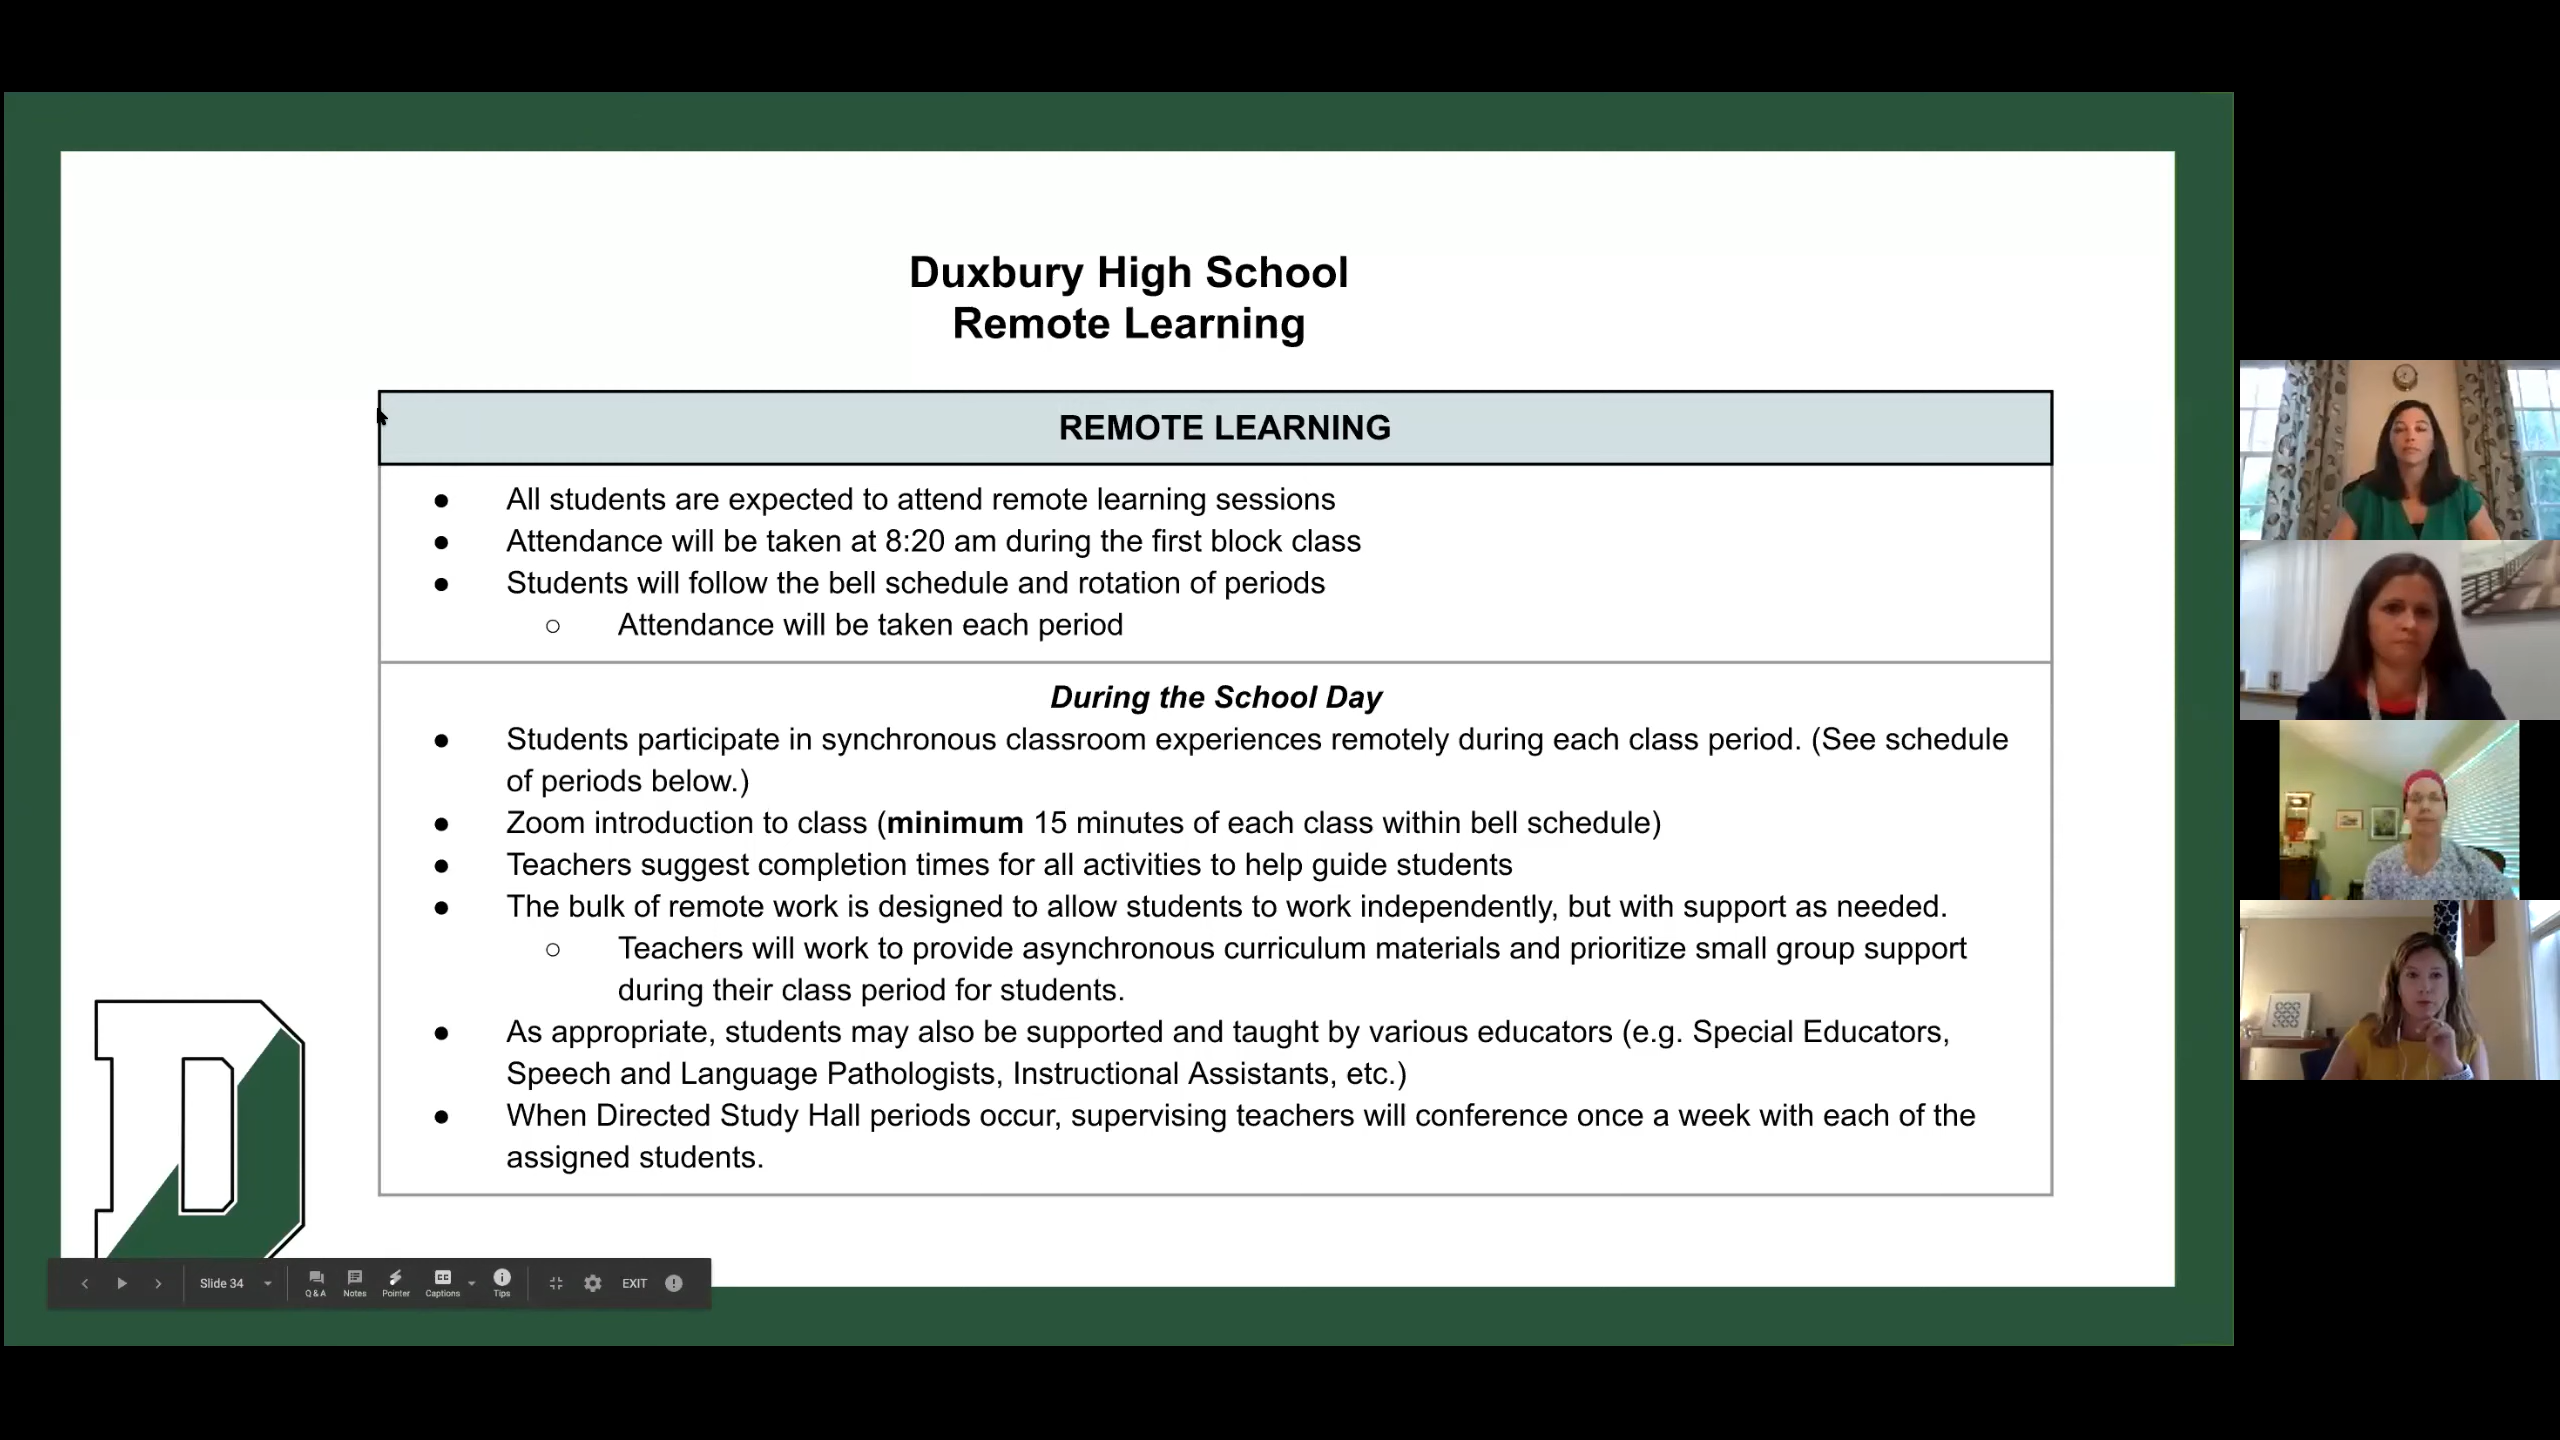 Duxbury High School
Remote Learning
REMOTE LEARNING
● All students are expected to attend remote learning sessions
● Attendance will be taken at 8:20 am during the first block class
● Students will follow the bell schedule and rotation of periods
○ Attendance will be taken each period
During the School Day
● Students participate in synchronous classroom experiences remotely during each class period. (See schedule
of periods below.)
● Zoom introduction to class (minimum 15 minutes of each class within bell schedule)
● Teachers suggest completion times for all activities to help guide students
● The bulk of remote work is designed to allow students to work independently, but with support as needed.
○ Teachers will work to provide asynchronous curriculum materials and prioritize small group support
during their class period for students.
● As appropriate, students may also be supported and taught by various educators (e.g. Special Educators,
Speech and Language Pathologists, Instructional Assistants, etc.)
● When Directed Study Hall periods occur, supervising teachers will conference once a week with each of the
assigned students.
D
Slide 34 Q & A Notes Pointer CC Captions Tips EXIT